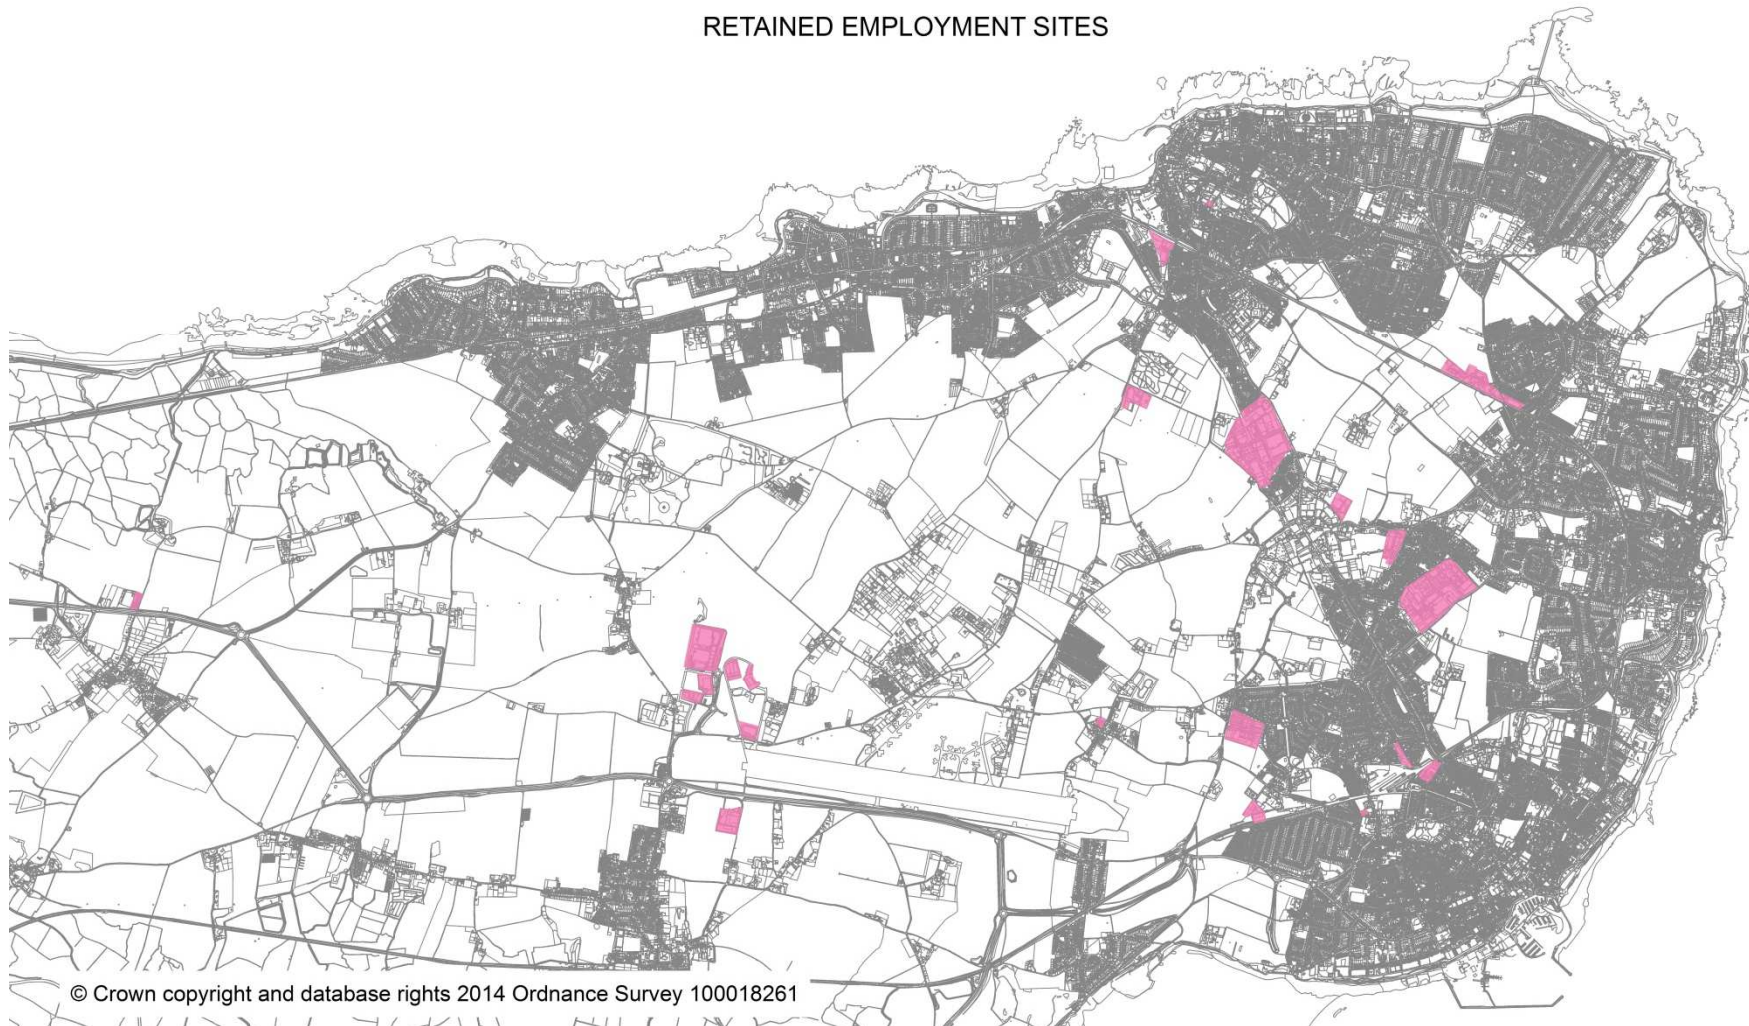 RETAINED EMPLOYMENT SITES
© Crown copyright and database rights 2014 Ordnance Survey 100018261